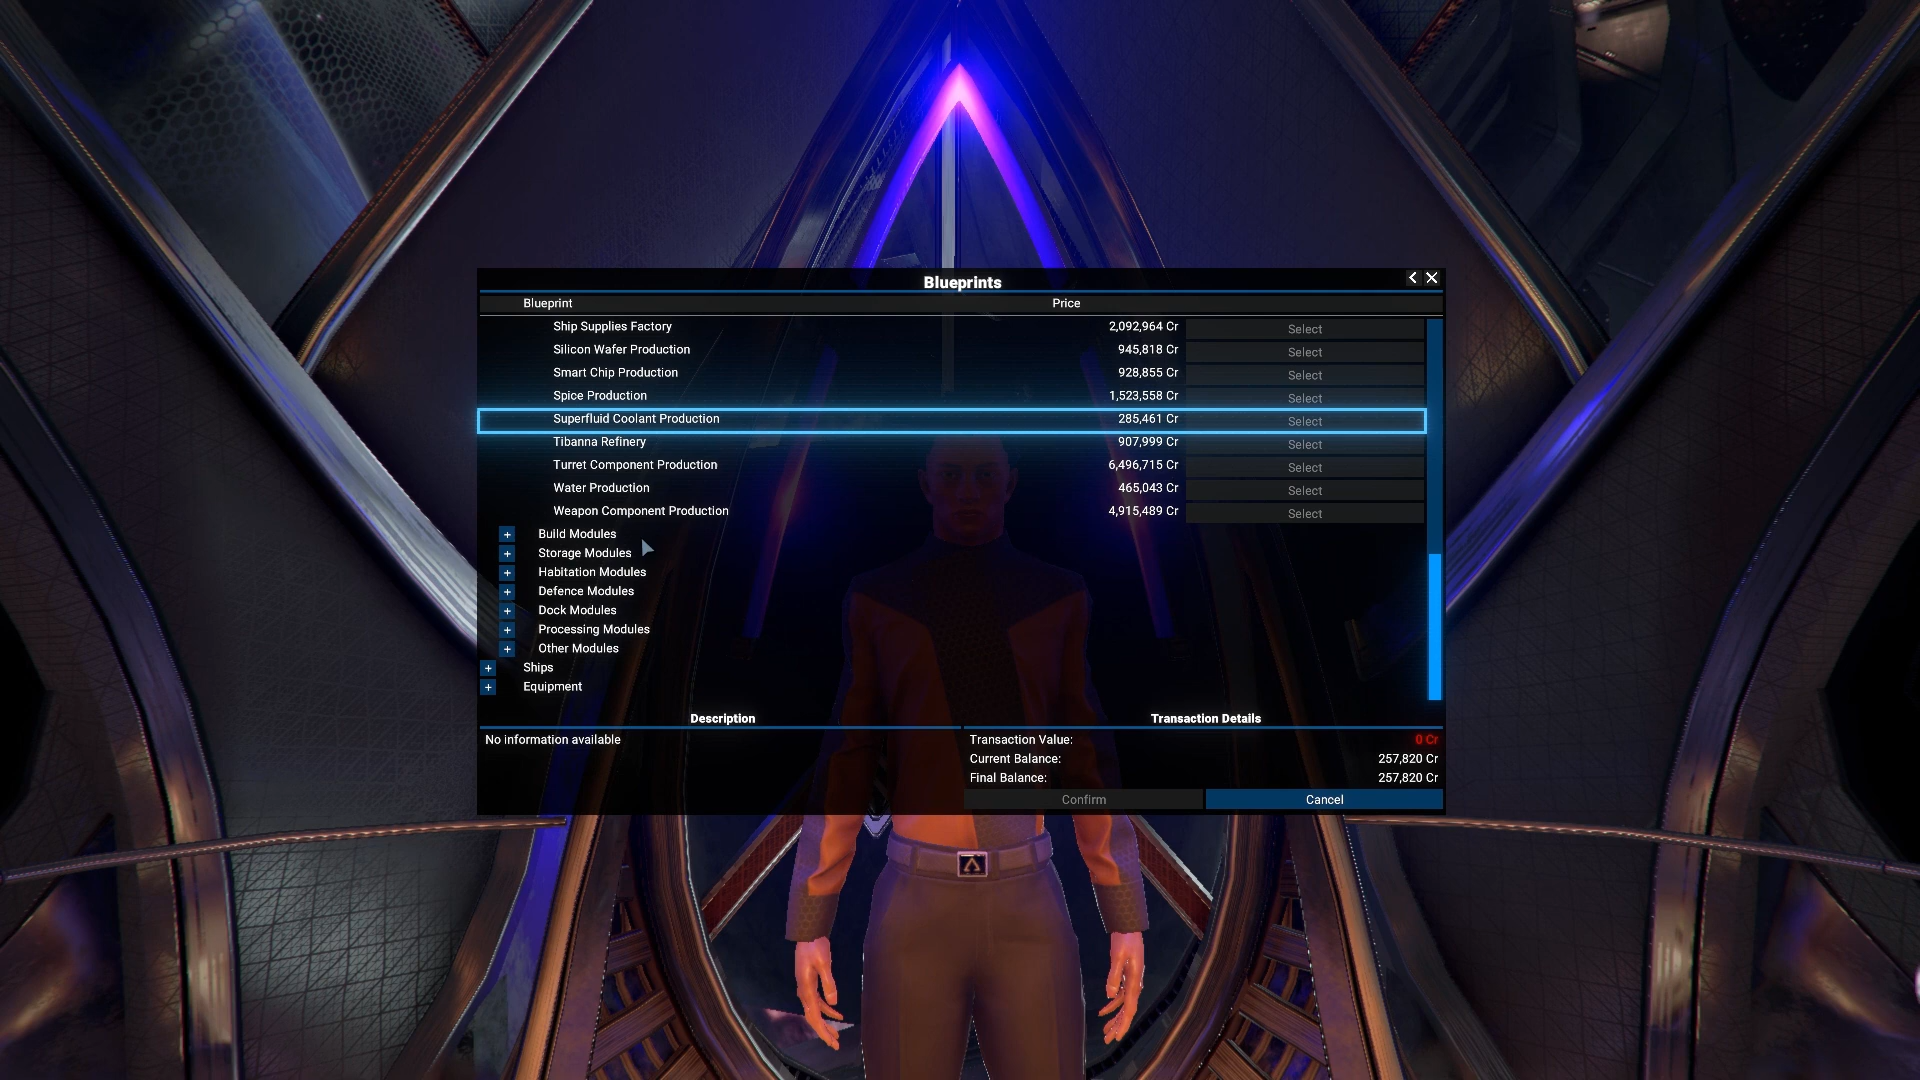 Blueprints
Blueprint Price
Ship Supplies Factory 2,092,964 Cr Select
Silicon Wafer Production 945,818 Cr Select
Smart Chip Production 928,855 Cr Select
Spice Production 1,523,558 Cr Select
Superfluid Coolant Production 285,461 Cr Select
Tibanna Refinery 907,999 Cr Select
Turret Component Production 6,496,715 Cr Select
Water Production 465,043 Cr Select
Weapon Component Production 4,915,489 Cr Select
+ Build Modules
+ Storage Modules
+ Habitation Modules
+ Defence Modules
+ Dock Modules
+ Processing Modules
+ Other Modules
+ Ships
+ Equipment
Description
No information available
Transaction Details
Transaction Value: 0 Cr
Current Balance: 257,820 Cr
Final Balance: 257,820 Cr
Confirm Cancel